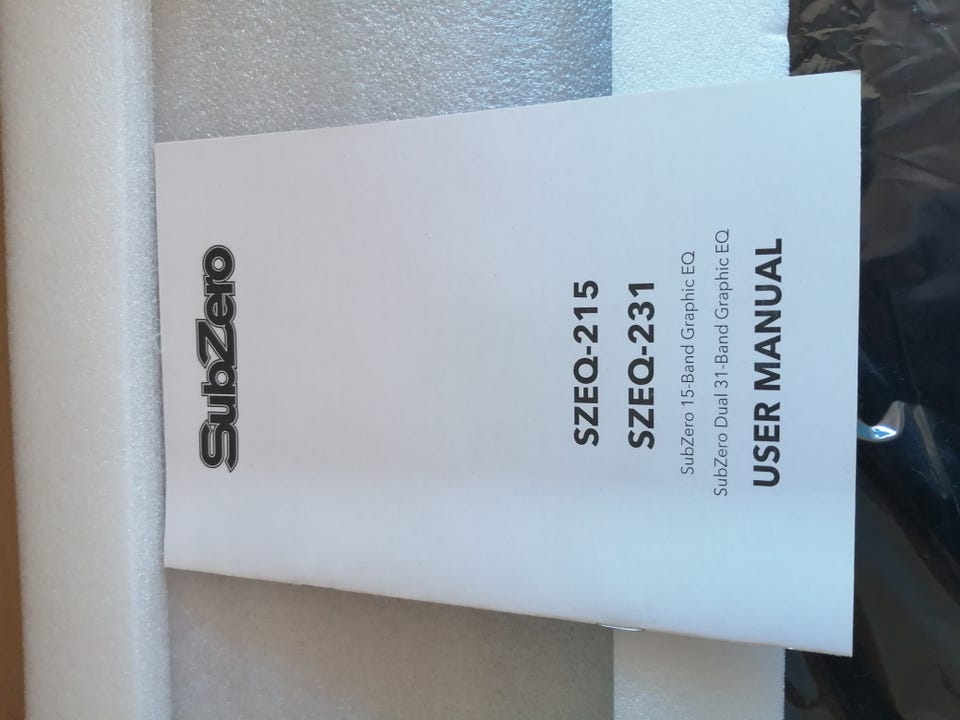 SubZero
SZEQ-215
SZEQ-231
SubZero 15-Band Graphic EQ
SubZero Dual 31-Band Graphic EQ
USER MANUAL